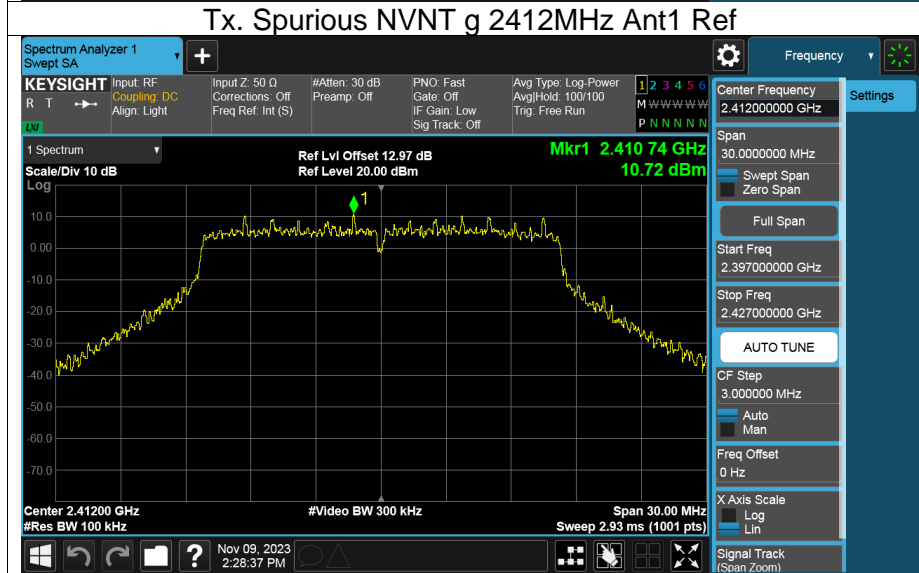 Tx. Spurious NVNT g 2412MHz Ant1 Ref
Spectrum Analyzer 1
Swept SA
+
Frequency
KEYSIGHT
R T
LXI
Input: RF
Coupling: DC
Align: Light
Input Z: 50 Ω
Corrections: Off
Freq Ref: Int (S)
#Atten: 30 dB
Preamp: Off
PNO: Fast
Gate: Off
IF Gain: Low
Sig Track: Off
Avg Type: Log-Power
Avg|Hold: 100/100
Trig: Free Run
1 2 3 4 5 6
M W W W W W
P N N N N N
1 Spectrum
Scale/Div 10 dB
Ref Lvl Offset 12.97 dB
Ref Level 20.00 dBm
Mkr1 2.410 74 GHz
10.72 dBm
Log
1
10.0
0.00
-10.0
-20.0
-30.0
-40.0
-50.0
-60.0
-70.0
Center 2.41200 GHz
#Res BW 100 kHz
#Video BW 300 kHz
Span 30.00 MHz
Sweep 2.93 ms (1001 pts)
?
Nov 09, 2023
2:28:37 PM
Center Frequency
2.412000000 GHz
Settings
Span
30.0000000 MHz
Swept Span
Zero Span
Full Span
Start Freq
2.397000000 GHz
Stop Freq
2.427000000 GHz
AUTO TUNE
CF Step
3.000000 MHz
Auto
Man
Freq Offset
0 Hz
X Axis Scale
Log
Lin
Signal Track
(Span Zoom)